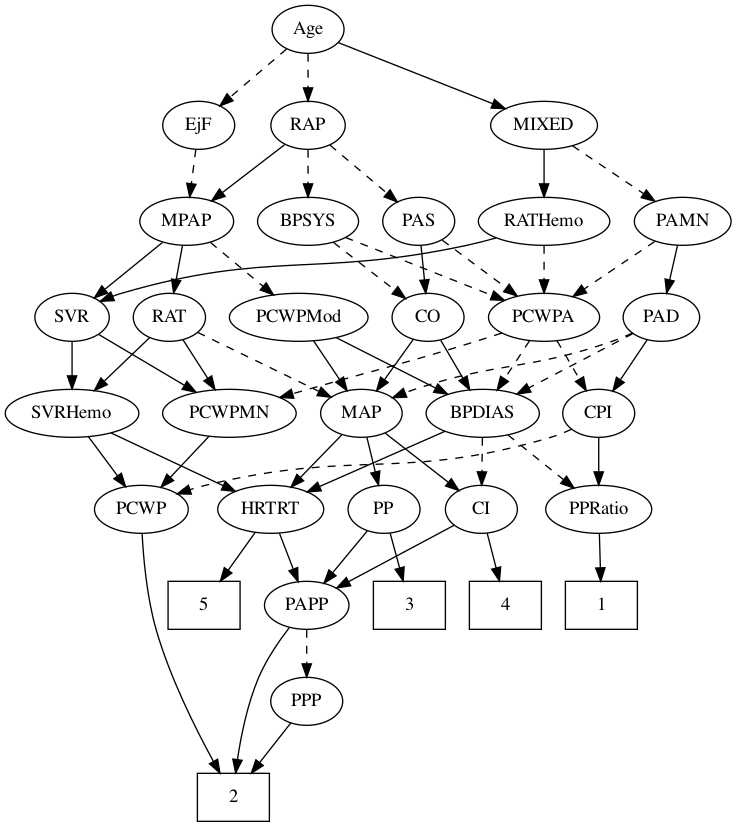 Age
EjF
RAP
MIXED
MPAP
BPSYS
PAS
RATHemo
PAMN
SVR
RAT
PCWPMod
CO
PCWPA
PAD
SVRHemo
PCWPMN
MAP
BPDIAS
CPI
PCWP
HRTRT
PP
CI
PPRatio
5
PAPP
3
4
1
PPP
2